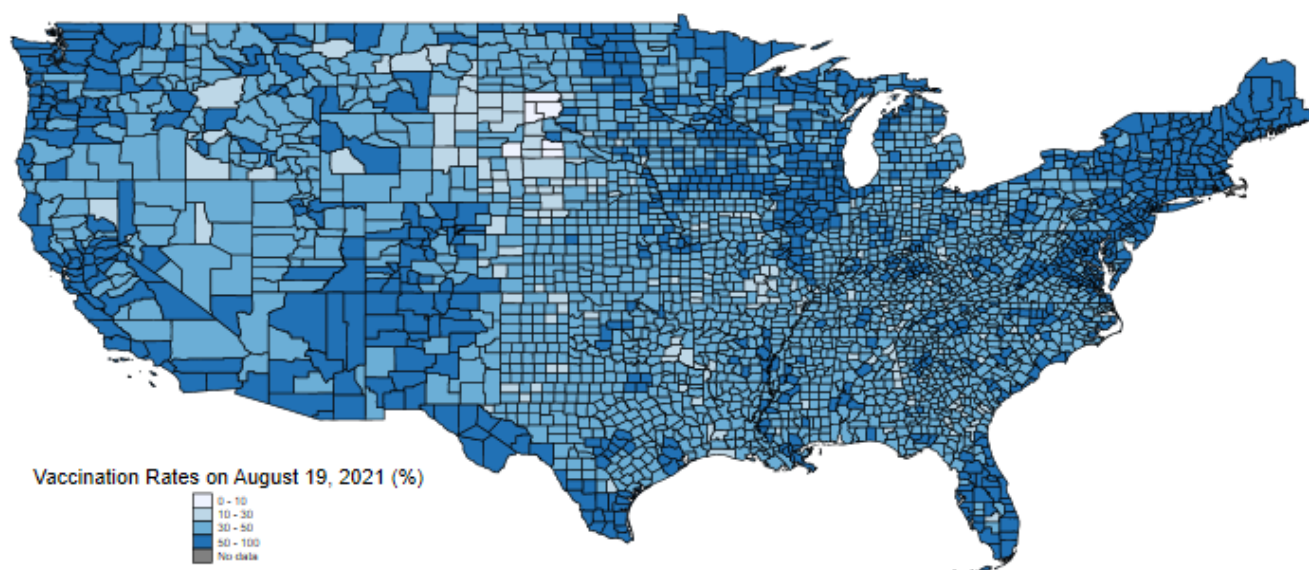 Vaccination Rates on August 19, 2021 (%)
0 - 10
10 - 30
30 - 50
50 - 100
No data